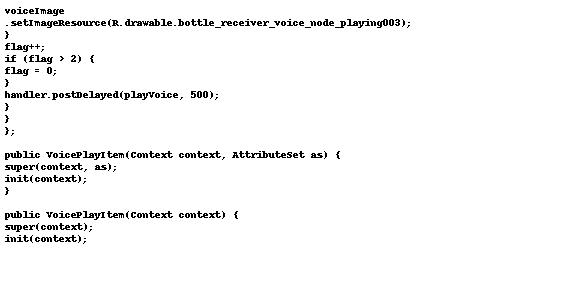 voiceImage
.setImageResource(R.drawable.bottle_receiver_voice_node_playing003);
}
flag++;
if (flag > 2) {
flag = 0;
}
handler.postDelayed(playVoice, 500);
}
}
};

public VoicePlayItem(Context context, AttributeSet as) {
super(context, as);
init(context);
}

public VoicePlayItem(Context context) {
super(context);
init(context);